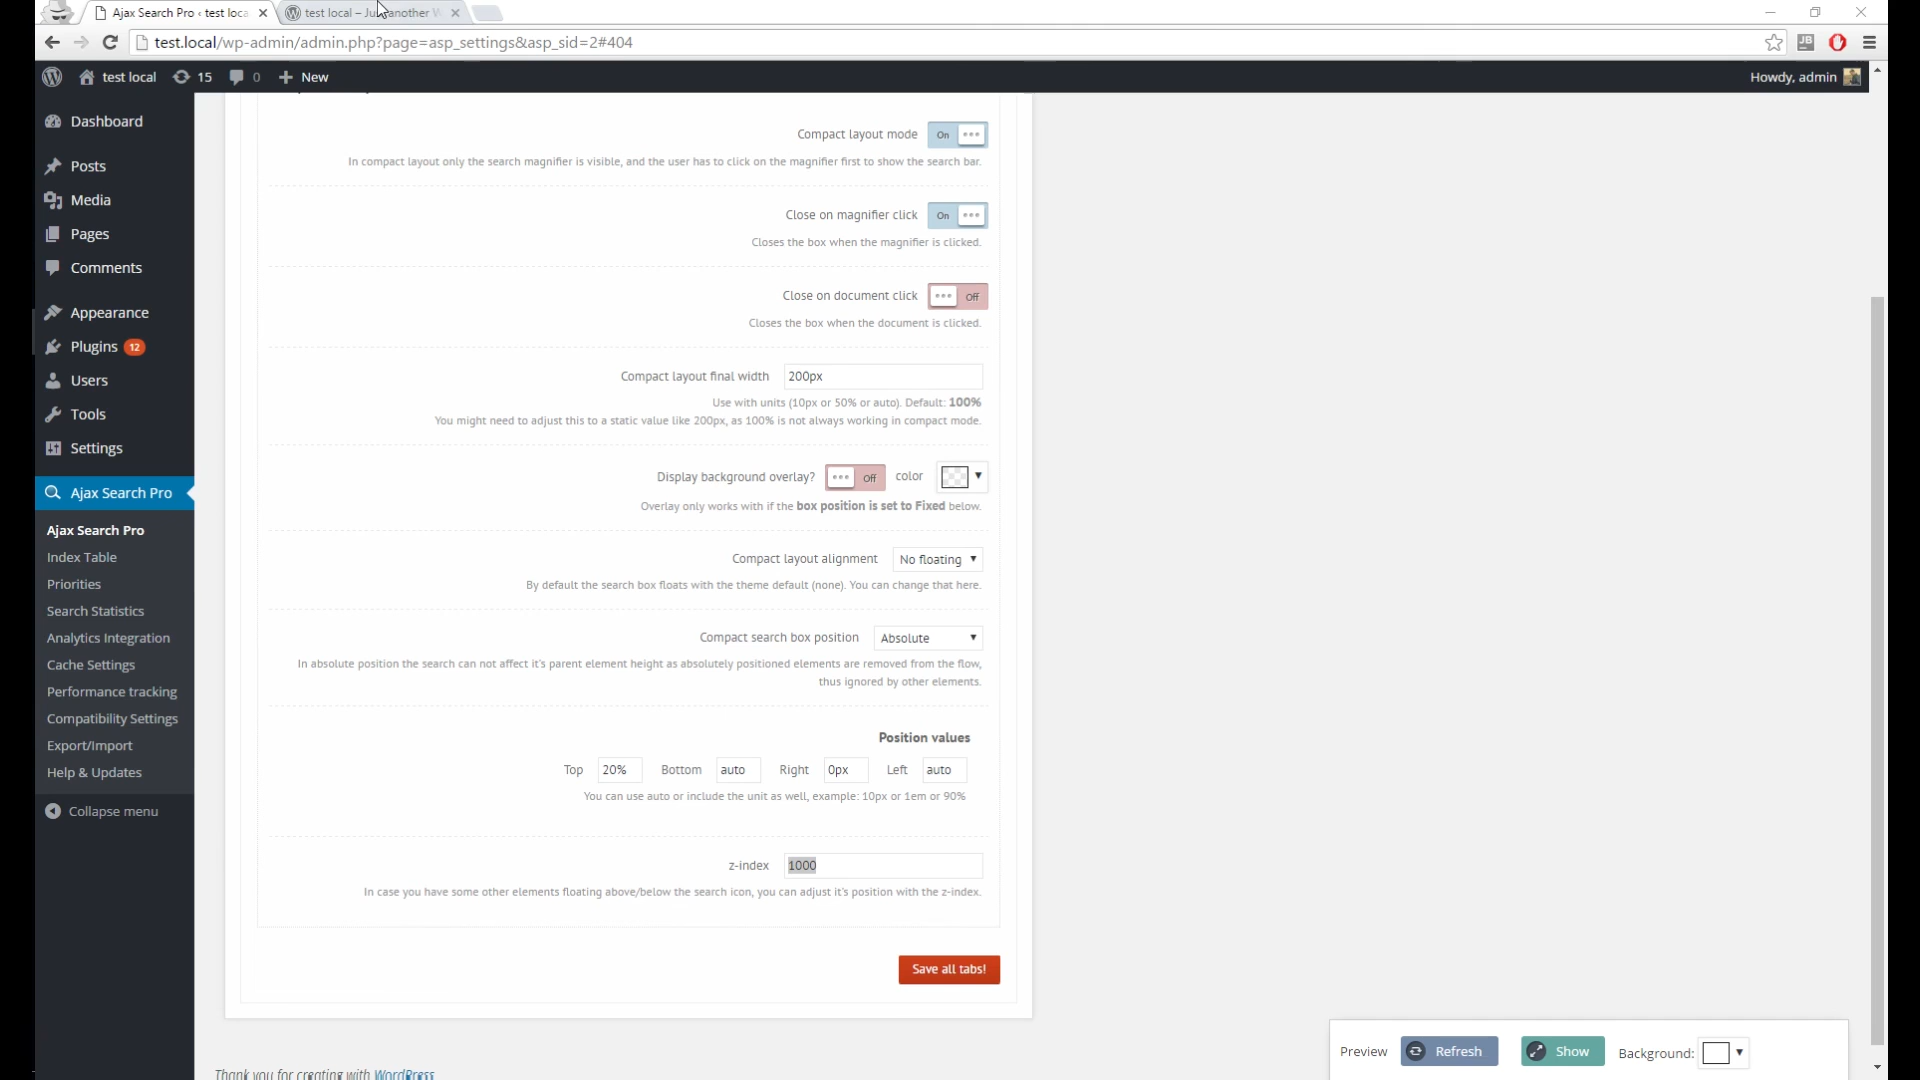 Ajax Search Pro ‹ test loca
test local – Just another W
test.local/wp-admin/admin.php?page=asp_settings&asp_sid=2#404
JB
test local
15
0
New
Howdy, admin
Dashboard
Posts
Media
Pages
Comments
Appearance
Plugins 12
Users
Tools
Settings
Ajax Search Pro
Ajax Search Pro
Index Table
Priorities
Search Statistics
Analytics Integration
Cache Settings
Performance tracking
Compatibility Settings
Export/Import
Help & Updates
Collapse menu
Compact layout mode On
In compact layout only the search magnifier is visible, and the user has to click on the magnifier first to show the search bar.
Close on magnifier click On
Closes the box when the magnifier is clicked.
Close on document click Off
Closes the box when the document is clicked.
Compact layout final width 200px
Use with units (10px or 50% or auto). Default: 100%
You might need to adjust this to a static value like 200px, as 100% is not always working in compact mode.
Display background overlay? Off color
Overlay only works with if the box position is set to Fixed below.
Compact layout alignment No floating
By default the search box floats with the theme default (none). You can change that here.
Compact search box position Absolute
In absolute position the search can not affect it's parent element height as absolutely positioned elements are removed from the flow,
thus ignored by other elements.
Position values
Top 20% Bottom auto Right 0px Left auto
You can use auto or include the unit as well, example: 10px or 1em or 90%
z-index 1000
In case you have some other elements floating above/below the search icon, you can adjust it's position with the z-index.
Save all tabs!
Preview Refresh Show Background:
Thank you for creating with WordPress